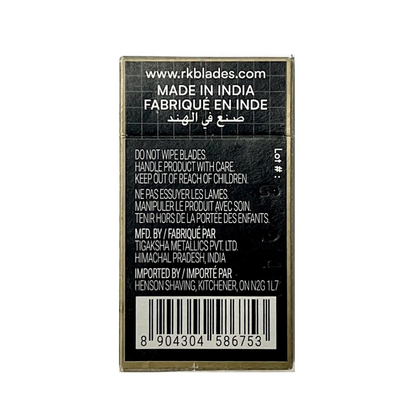 www.rkblades.com
MADE IN INDIA
FABRIQUÉ EN INDE
صنع في الهند
Lot # :
DO NOT WIPE BLADES.
HANDLE PRODUCT WITH CARE.
KEEP OUT OF REACH OF CHILDREN.
NE PAS ESSUYER LES LAMES.
MANIPULER LE PRODUIT AVEC SOIN.
TENIR HORS DE LA PORTÉE DES ENFANTS.
MFD. BY / FABRIQUÉ PAR
TIGAKSHA METALLICS PVT. LTD.
HIMACHAL PRADESH, INDIA
IMPORTED BY / IMPORTÉ PAR
HENSON SHAVING, KITCHENER, ON N2G 1L7
8 904304 586753